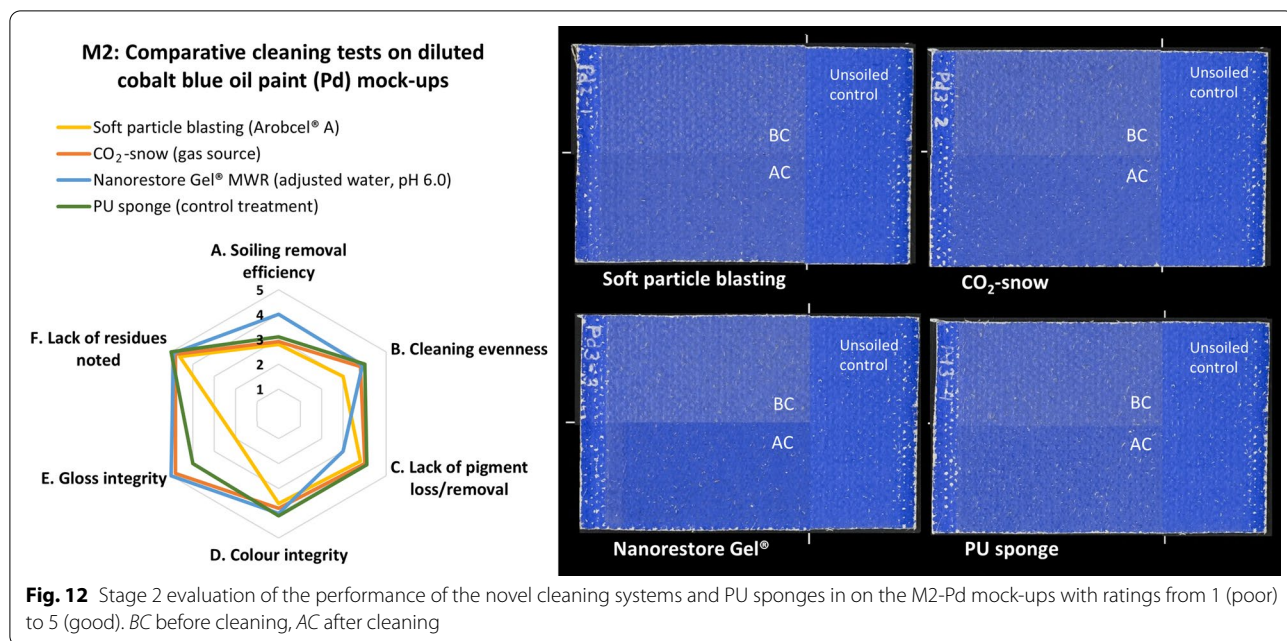 M2: Comparative cleaning tests on diluted
cobalt blue oil paint (Pd) mock-ups
Soft particle blasting (Arobcel® A)
CO₂-snow (gas source)
Nanorestore Gel® MWR (adjusted water, pH 6.0)
PU sponge (control treatment)
A. Soiling removal
efficiency
5
4
3
2
1
B. Cleaning evenness
C. Lack of pigment
loss/removal
D. Colour integrity
E. Gloss integrity
F. Lack of residues
noted
Unsoiled
control
BC
AC
Soft particle blasting
Pd3 2
Unsoiled
control
BC
AC
CO₂-snow
Pd3-3
Unsoiled
control
BC
AC
Nanorestore Gel®
Unsoiled
control
BC
AC
PU sponge
Fig. 12 Stage 2 evaluation of the performance of the novel cleaning systems and PU sponges in on the M2-Pd mock-ups with ratings from 1 (poor)
to 5 (good). BC before cleaning, AC after cleaning